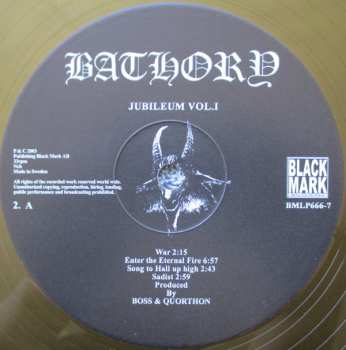 BATHORY
JUBILEUM VOL.I
P & C 2003
Publishing Black Mark AB
33rpm
Ncb
Made in Sweden
All rights of the recorded work reserved world wide.
Unauthorized copying, reproduction, hiring, lending,
public performance and broadcasting prohibited.
2. A
BLACK
MARK
BMLP666-7
War 2:15
Enter the Eternal Fire 6:57
Song to Hall up high 2:43
Sadist 2:59
Produced
By
BOSS & QUORTHON